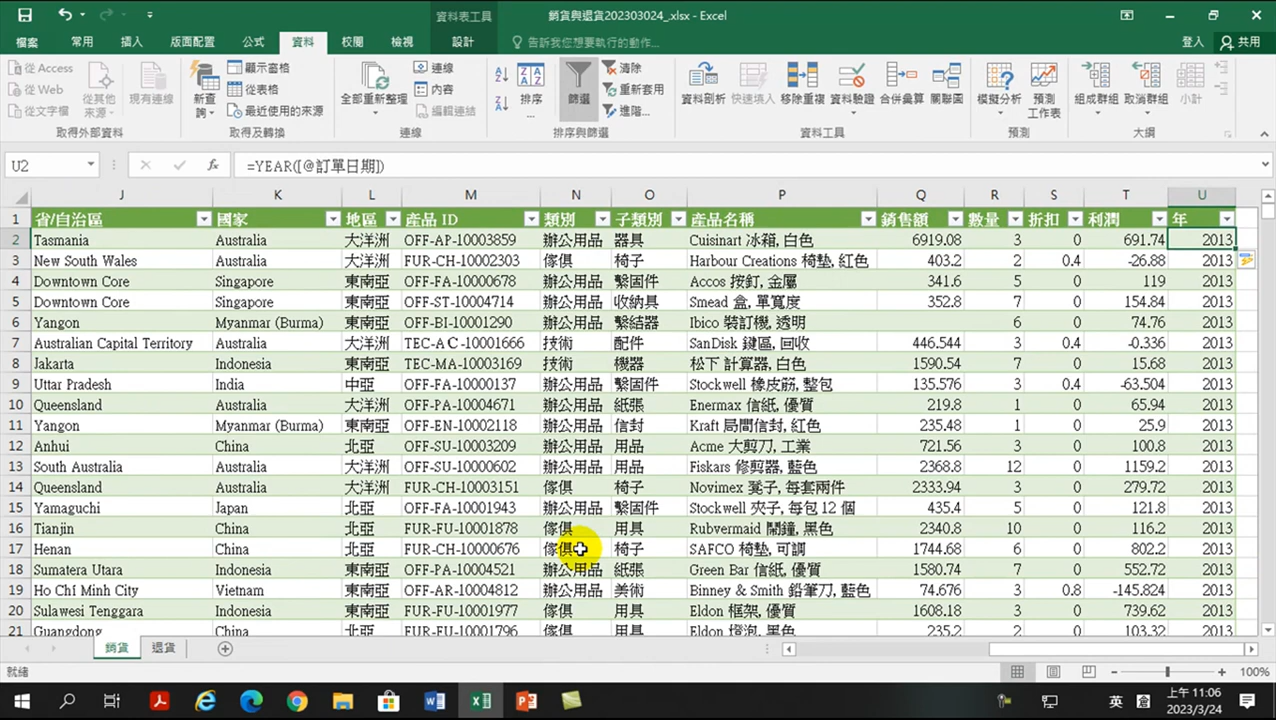 資料表工具
銷貨與退貨202303024_.xlsx - Excel
檔案 常用 插入 版面配置 公式 資料 校閱 檢視 設計 告訴我您想要執行的動作... 登入 共用
從 Access
從 Web
從文字檔
從其他來源
現有連線
取得外部資料
新查詢
顯示窗格
從表格
最近使用的來源
取得及轉換
全部重新整理
連線
內容
編輯連結
連線
排序...
篩選
清除
重新套用
進階...
排序與篩選
資料剖析
快速填入
移除重複
資料驗證
合併彙算
關聯圖
資料工具
模擬分析
預測工作表
預測
組成群組
取消群組
小計
大綱
U2 fx =YEAR([@訂單日期])
J K L M N O P Q R S T U
1 省/自治區 國家 地區 產品 ID 類別 子類別 產品名稱 銷售額 數量 折扣 利潤 年
2 Tasmania Australia 大洋洲 OFF-AP-10003859 辦公用品 器具 Cuisinart 冰箱, 白色 6919.08 3 0 691.74 2013
3 New South Wales Australia 大洋洲 FUR-CH-10002303 傢俱 椅子 Harbour Creations 椅墊, 紅色 403.2 2 0.4 -26.88 2013
4 Downtown Core Singapore 東南亞 OFF-FA-10000678 辦公用品 繫固件 Accos 按釘, 金屬 341.6 5 0 119 2013
5 Downtown Core Singapore 東南亞 OFF-ST-10004714 辦公用品 收納具 Smead 盒, 單寬度 352.8 7 0 154.84 2013
6 Yangon Myanmar (Burma) 東南亞 OFF-BI-10001290 辦公用品 繫結器 Ibico 裝訂機, 透明 6 0 74.76 2013
7 Australian Capital Territory Australia 大洋洲 TEC-AC-10001666 技術 配件 SanDisk 鍵區, 回收 446.544 3 0.4 -0.336 2013
8 Jakarta Indonesia 東南亞 TEC-MA-10003169 技術 機器 松下 計算器, 白色 1590.54 7 0 15.68 2013
9 Uttar Pradesh India 中亞 OFF-FA-10000137 辦公用品 繫固件 Stockwell 橡皮筋, 整包 135.576 3 0.4 -63.504 2013
10 Queensland Australia 大洋洲 OFF-PA-10004671 辦公用品 紙張 Enermax 信紙, 優質 219.8 1 0 65.94 2013
11 Yangon Myanmar (Burma) 東南亞 OFF-EN-10002118 辦公用品 信封 Kraft 局間信封, 紅色 235.48 1 0 25.9 2013
12 Anhui China 北亞 OFF-SU-10003209 辦公用品 用品 Acme 大剪刀, 工業 721.56 3 0 100.8 2013
13 South Australia Australia 大洋洲 OFF-SU-10000602 辦公用品 用品 Fiskars 修剪器, 藍色 2368.8 12 0 1159.2 2013
14 Queensland Australia 大洋洲 FUR-CH-10003151 傢俱 椅子 Novimex 凳子, 每套兩件 2333.94 3 0 279.72 2013
15 Yamaguchi Japan 北亞 OFF-FA-10001943 辦公用品 繫固件 Stockwell 夾子, 每包 12 個 435.4 5 0 121.8 2013
16 Tianjin China 北亞 FUR-FU-10001878 傢俱 用具 Rubvermaid 鬧鐘, 黑色 2340.8 10 0 116.2 2013
17 Henan China 北亞 FUR-CH-10000676 傢俱 椅子 SAFCO 椅墊, 可調 1744.68 6 0 802.2 2013
18 Sumatera Utara Indonesia 東南亞 OFF-PA-10004521 辦公用品 紙張 Green Bar 信紙, 優質 1580.74 7 0 552.72 2013
19 Ho Chí Minh City Vietnam 東南亞 OFF-AR-10004812 辦公用品 美術 Binney & Smith 鉛筆刀, 優質 74.676 3 0.8 -145.824 2013
20 Sulawesi Tenggara Indonesia 東南亞 FUR-FU-10001977 傢俱 用具 Eldon 框架, 優質 1608.18 3 0 739.62 2013
21 Guangdong China 北亞 FUR-FU-10001796 傢俱 用具 Eldon 燈泡, 黑色 235.2 2 0 103.32 2013
銷貨 退貨
就緒 100%
英 上午 11:06
2023/3/24